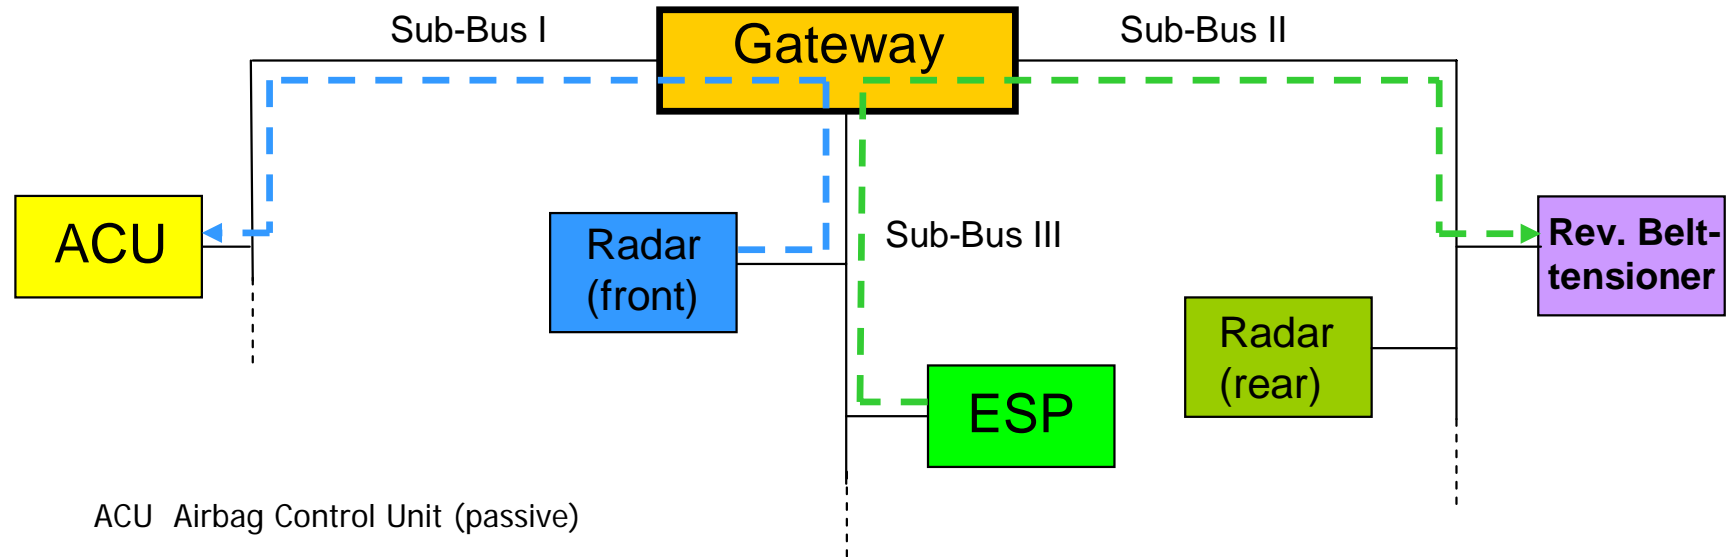 Sub-Bus I
Gateway
Sub-Bus II
ACU
Radar
(front)
Sub-Bus III
Rev. Belt-
tensioner
Radar
(rear)
ESP
ACU Airbag Control Unit (passive)